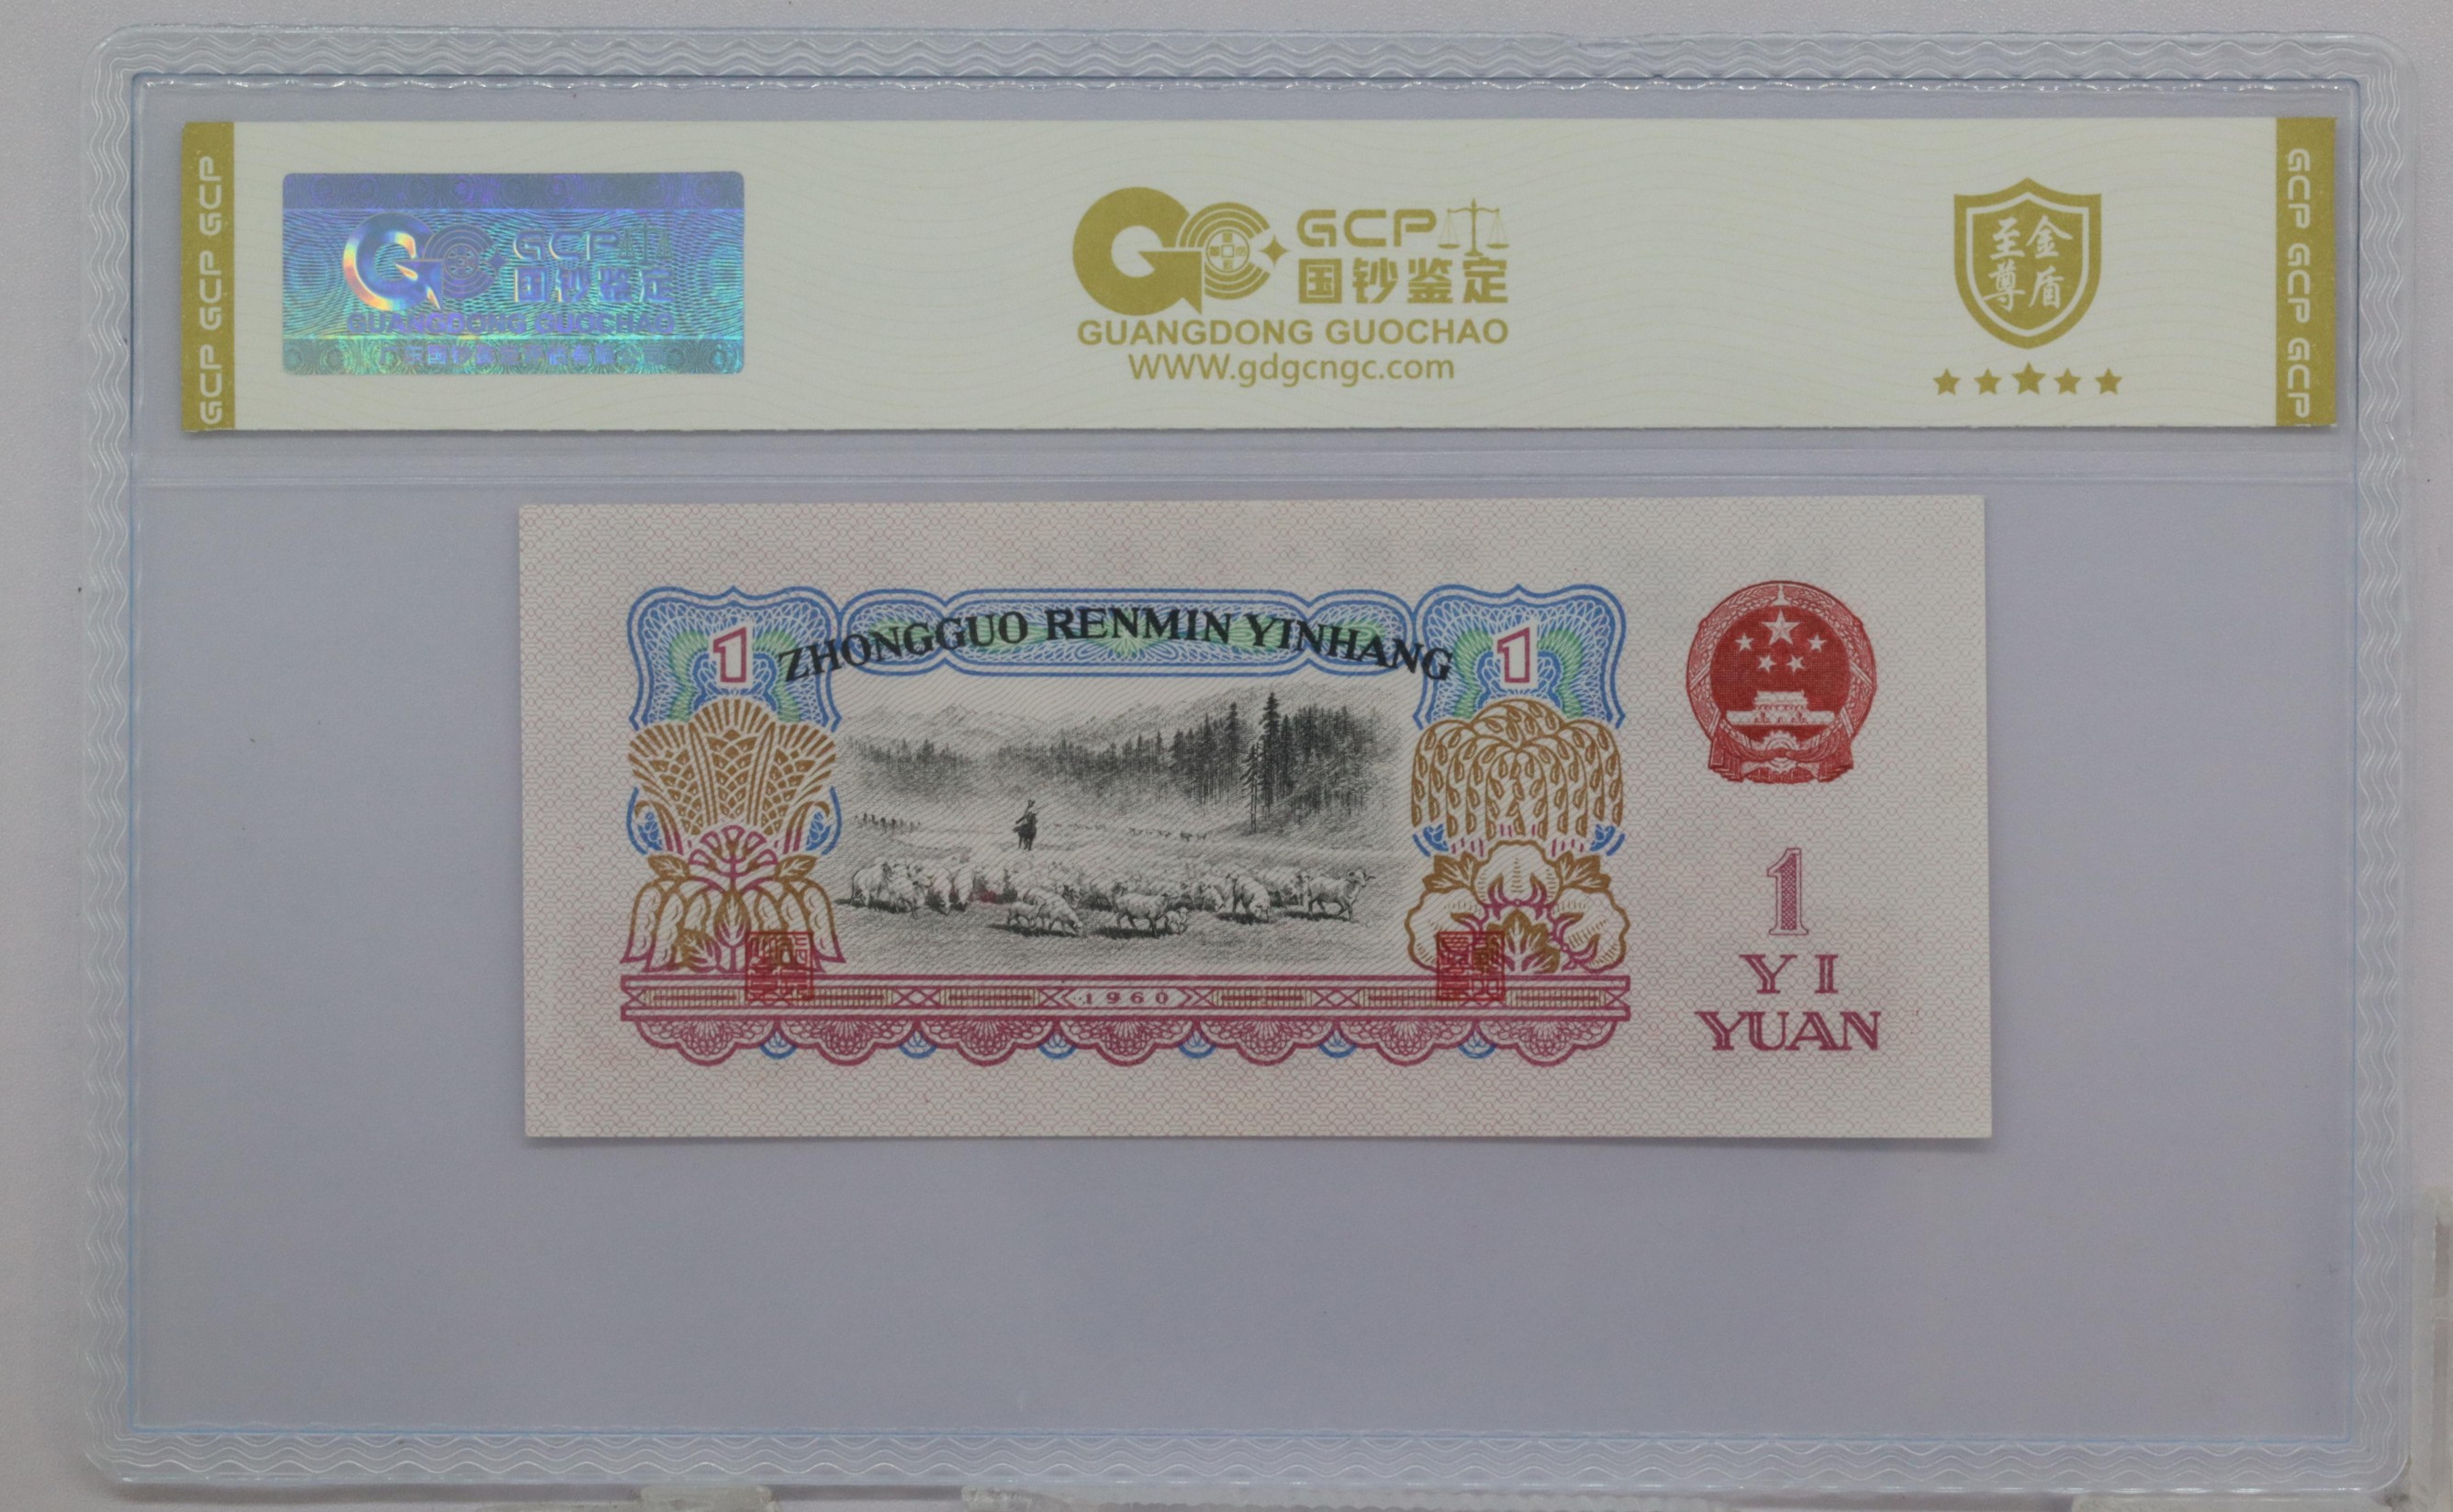 GCP GCP GCP
GCP
国钞鉴定
GUANGDONG GUOCHAO
GCP
国钞鉴定
GUANGDONG GUOCHAO
WWW.gdgcngc.com
至尊
金盾
GCP GCP GCP
ZHONGGUO RENMIN YINHANG
1
1
1960
1
YI
YUAN